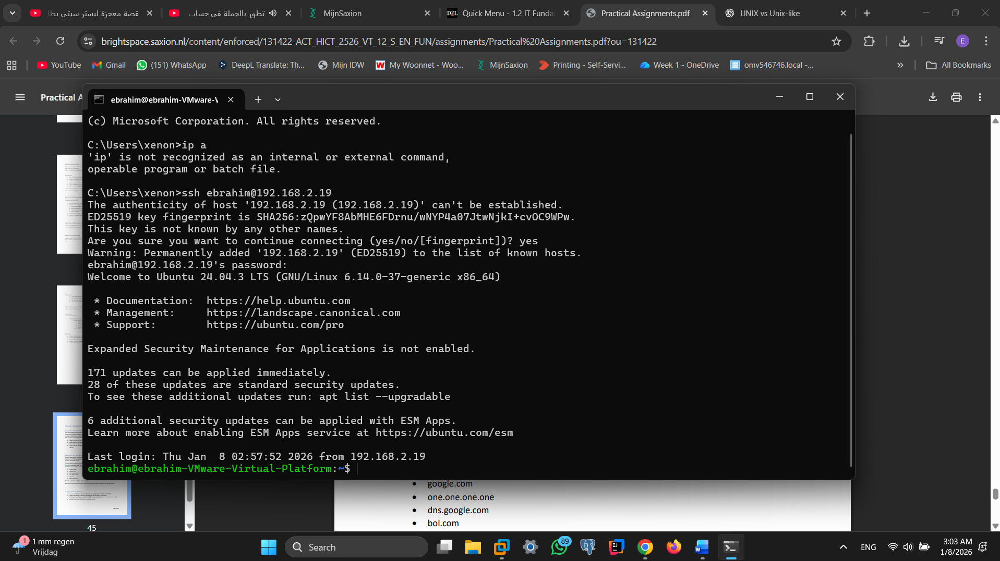 قصة معجزة ليستر سيتي بطل
تطور بالجملة في حساب
MijnSaxion
D2L
Quick Menu - 1.2 IT Funda
Practical Assignments.pdf
UNIX vs Unix-like
brightspace.saxion.nl/content/enforced/131422-ACT_HICT_2526_VT_12_S_EN_FUN/assignments/Practical%20Assignments.pdf?ou=131422
E
YouTube
Gmail
(151) WhatsApp
DeepL Translate: Th...
Mijn IDW
My Woonnet - Woo...
MijnSaxion
Printing - Self-Servi...
Week 1 - OneDrive
omv546746.local -...
All Bookmarks
Practical A
ebrahim@ebrahim-VMware-V
(c) Microsoft Corporation. All rights reserved.
C:\Users\xenon>ip a
'ip' is not recognized as an internal or external command,
operable program or batch file.
C:\Users\xenon>ssh ebrahim@192.168.2.19
The authenticity of host '192.168.2.19 (192.168.2.19)' can't be established.
ED25519 key fingerprint is SHA256:zQpwYF8AbMHE6FDrnu/wNYP4a07JtwNjkI+cvOC9WPw.
This key is not known by any other names.
Are you sure you want to continue connecting (yes/no/[fingerprint])? yes
Warning: Permanently added '192.168.2.19' (ED25519) to the list of known hosts.
ebrahim@192.168.2.19's password:
Welcome to Ubuntu 24.04.3 LTS (GNU/Linux 6.14.0-37-generic x86_64)
* Documentation: https://help.ubuntu.com
* Management: https://landscape.canonical.com
* Support: https://ubuntu.com/pro
Expanded Security Maintenance for Applications is not enabled.
171 updates can be applied immediately.
28 of these updates are standard security updates.
To see these additional updates run: apt list --upgradable
6 additional security updates can be applied with ESM Apps.
Learn more about enabling ESM Apps service at https://ubuntu.com/esm
Last login: Thu Jan  8 02:57:52 2026 from 192.168.2.19
ebrahim@ebrahim-VMware-Virtual-Platform:~$
• google.com
• one.one.one.one
• dns.google.com
• bol.com
45
1
1 mm regen
Vrijdag
Search
89
ENG
3:03 AM
1/8/2026